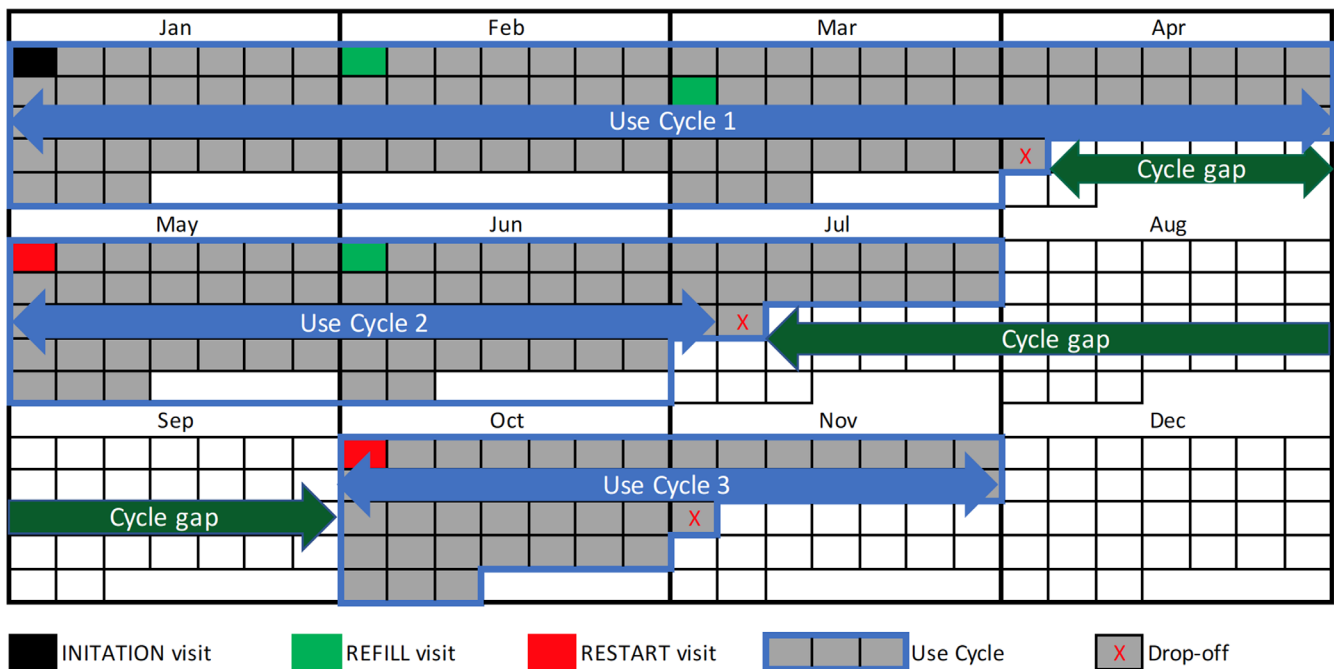 Jan Feb Mar Apr
Use Cycle 1
X Cycle gap
May Jun Jul Aug
Use Cycle 2 X
Cycle gap
Sep Oct Nov Dec
Use Cycle 3
Cycle gap X
INITATION visit REFILL visit RESTART visit Use Cycle X Drop-off